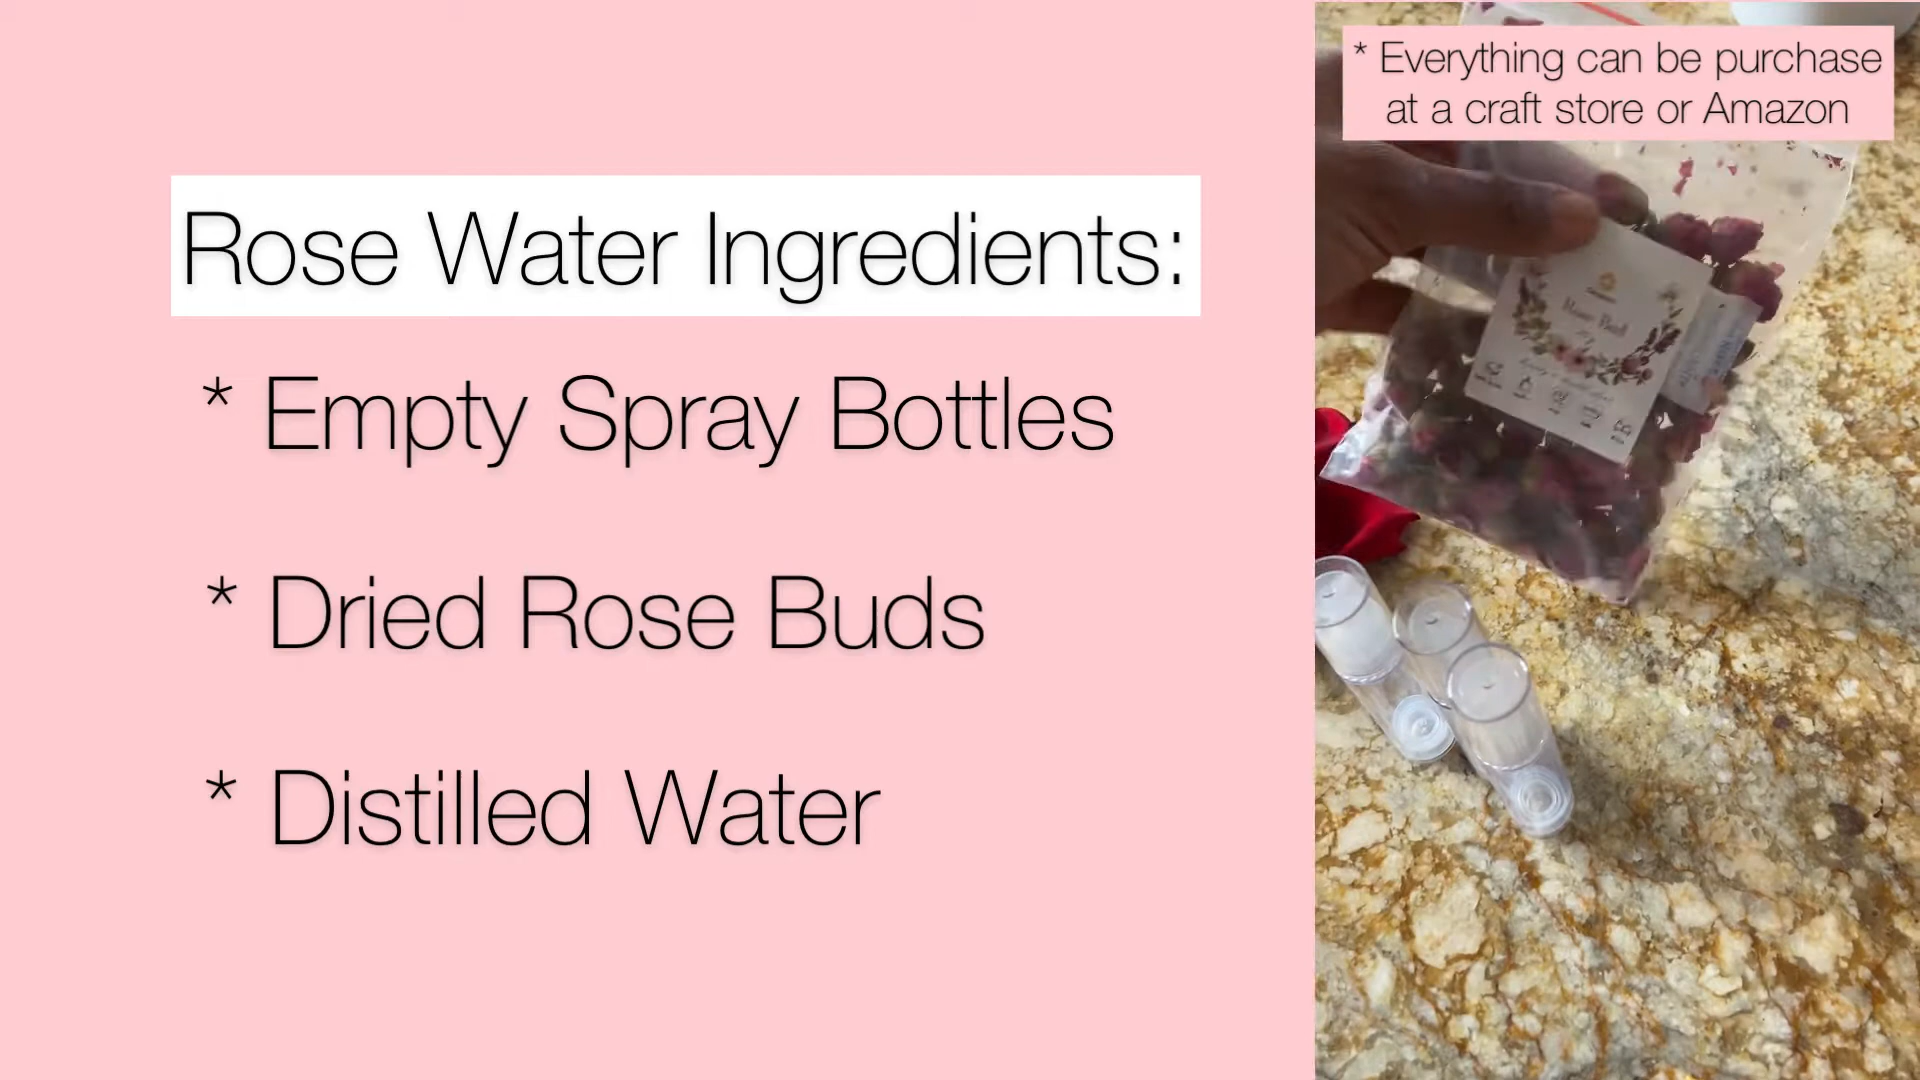 * Everything can be purchase
at a craft store or Amazon
Rose Water Ingredients:
* Empty Spray Bottles
* Dried Rose Buds
* Distilled Water